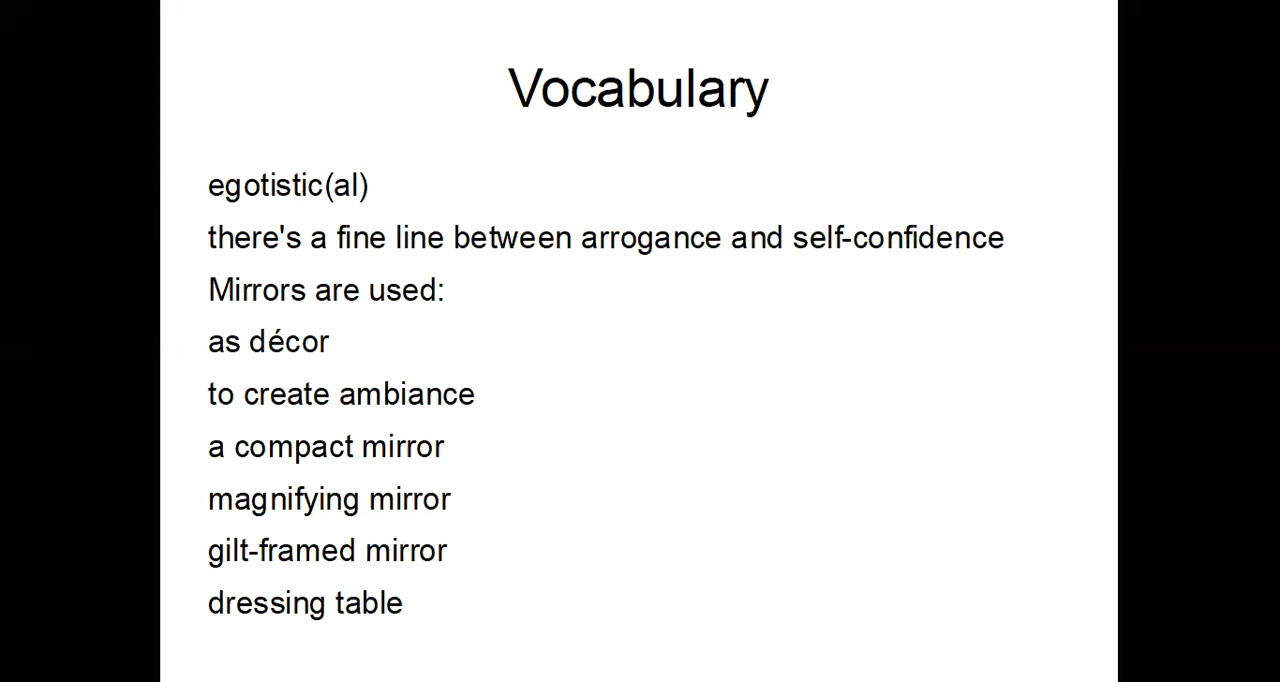 Vocabulary
egotistic(al)
there's a fine line between arrogance and self-confidence
Mirrors are used:
as décor
to create ambiance
a compact mirror
magnifying mirror
gilt-framed mirror
dressing table